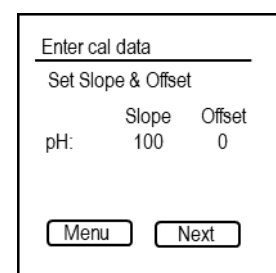 Enter cal data
Set Slope & Offset
Slope Offset
pH: 100 0
Menu Next